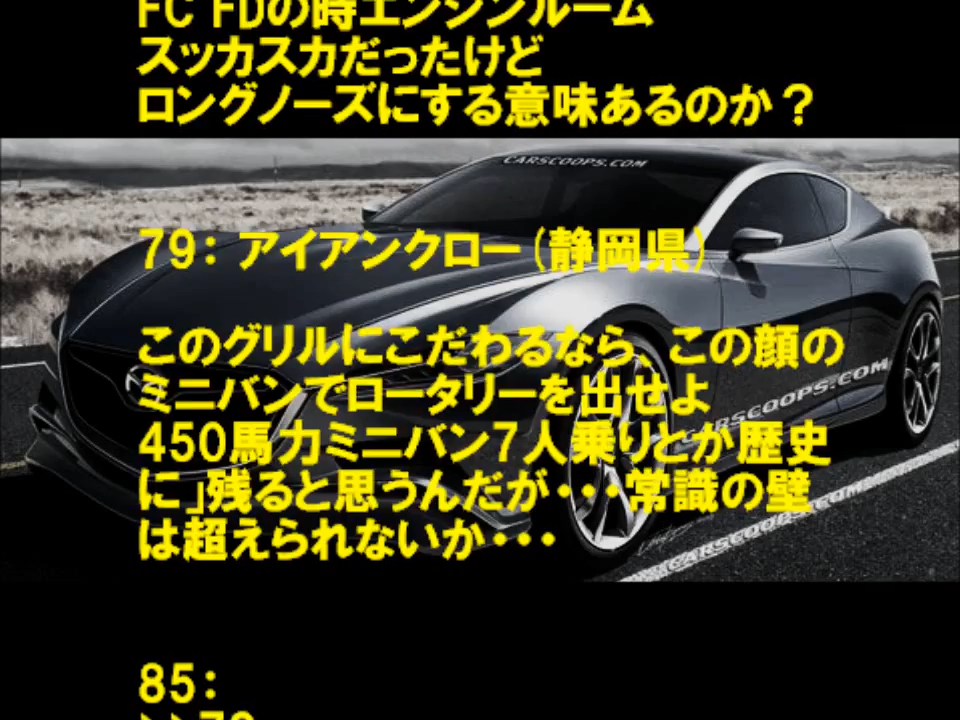 FC FDの時エンジンルーム
スッカスカだったけど
ロングノーズにする意味あるのか？
CARSCOOPS.COM
79：アイアンクロー(静岡県)
このグリルにこだわるなら、この顔の
ミニバンでロータリーを出せよ
CARSCOOPS.COM
450馬力ミニバン7人乗りとか歴史
に」残ると思うんだが・・・常識の壁
は超えられないか・・・
CARSCOOPS.COM
85：
>>79